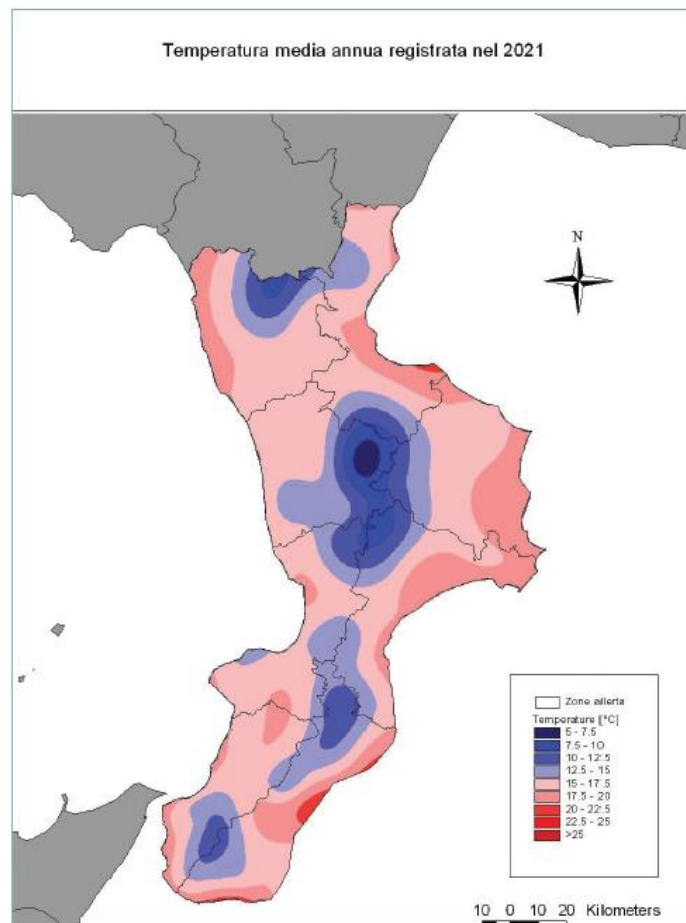 Temperatura media annua registrata nel 2021
N
Zone allerta
Temperature [°C]
5 - 7.5
7.5 - 10
10 - 12.5
12.5 - 15
15 - 17.5
17.5 - 20
20 - 22.5
22.5 - 25
>25
10 0 10 20 Kilometers